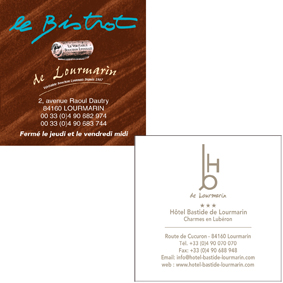 le Bistrot
de Lourmarin
2, avenue Raoul Dautry
84160 LOURMARIN
00 33 (0)4 90 682 974
00 33 (0)4 90 683 744
Fermé le jeudi et le vendredi midi
H
b
de Lourmarin
★★★
Hôtel Bastide de Lourmarin
Charmes en Lubéron
Route de Cucuron - 84160 Lourmarin
Tél. +33 (0)4 90 070 070
Fax: +33 (0)4 90 688 948
Email: info@hotel-bastide-lourmarin.com
web : www.hotel-bastide-lourmarin.com